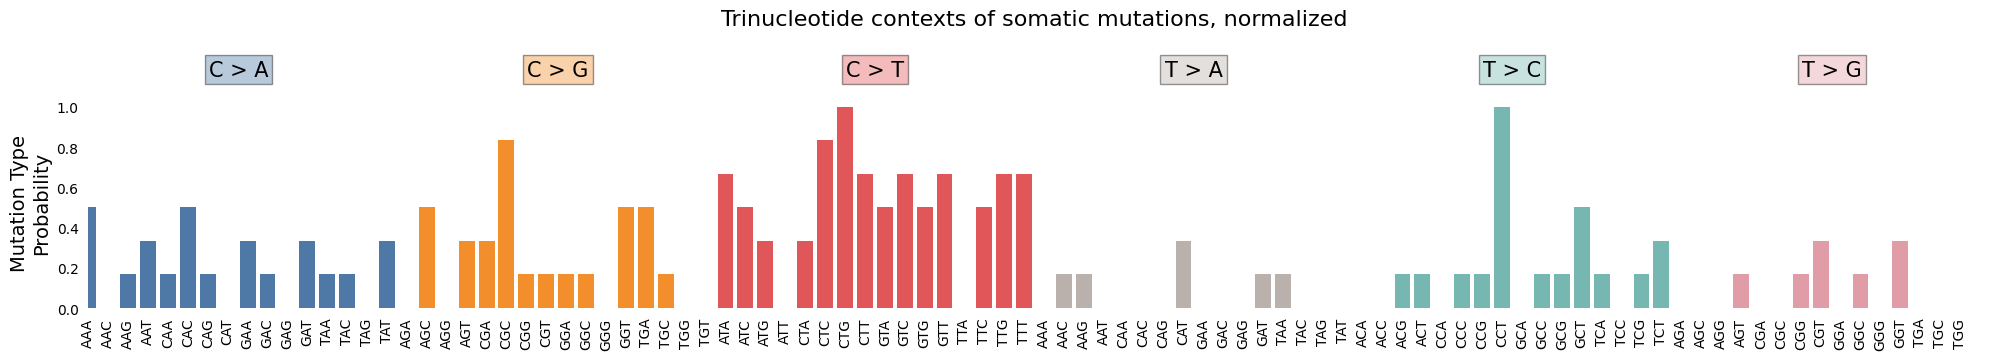 Trinucleotide contexts of somatic mutations, normalized
C > A
C > G
C > T
T > A
T > C
T > G
Mutation Type
Probability
1.0
0.8
0.6
0.4
0.2
0.0
AAA
AAC
AAG
AAT
CAA
CAC
CAG
CAT
GAA
GAC
GAG
GAT
TAA
TAC
TAG
TAT
AGA
AGC
AGG
AGT
CGA
CGC
CGG
CGT
GGA
GGC
GGG
GGT
TGA
TGC
TGG
TGT
ATA
ATC
ATG
ATT
CTA
CTC
CTG
CTT
GTA
GTC
GTG
GTT
TTA
TTC
TTG
TTT
AAA
AAC
AAG
AAT
CAA
CAC
CAG
CAT
GAA
GAC
GAG
GAT
TAA
TAC
TAG
TAT
ACA
ACC
ACG
ACT
CCA
CCC
CCG
CCT
GCA
GCC
GCG
GCT
TCA
TCC
TCG
TCT
AGA
AGC
AGG
AGT
CGA
CGC
CGG
CGT
GGA
GGC
GGG
GGT
TGA
TGC
TGG